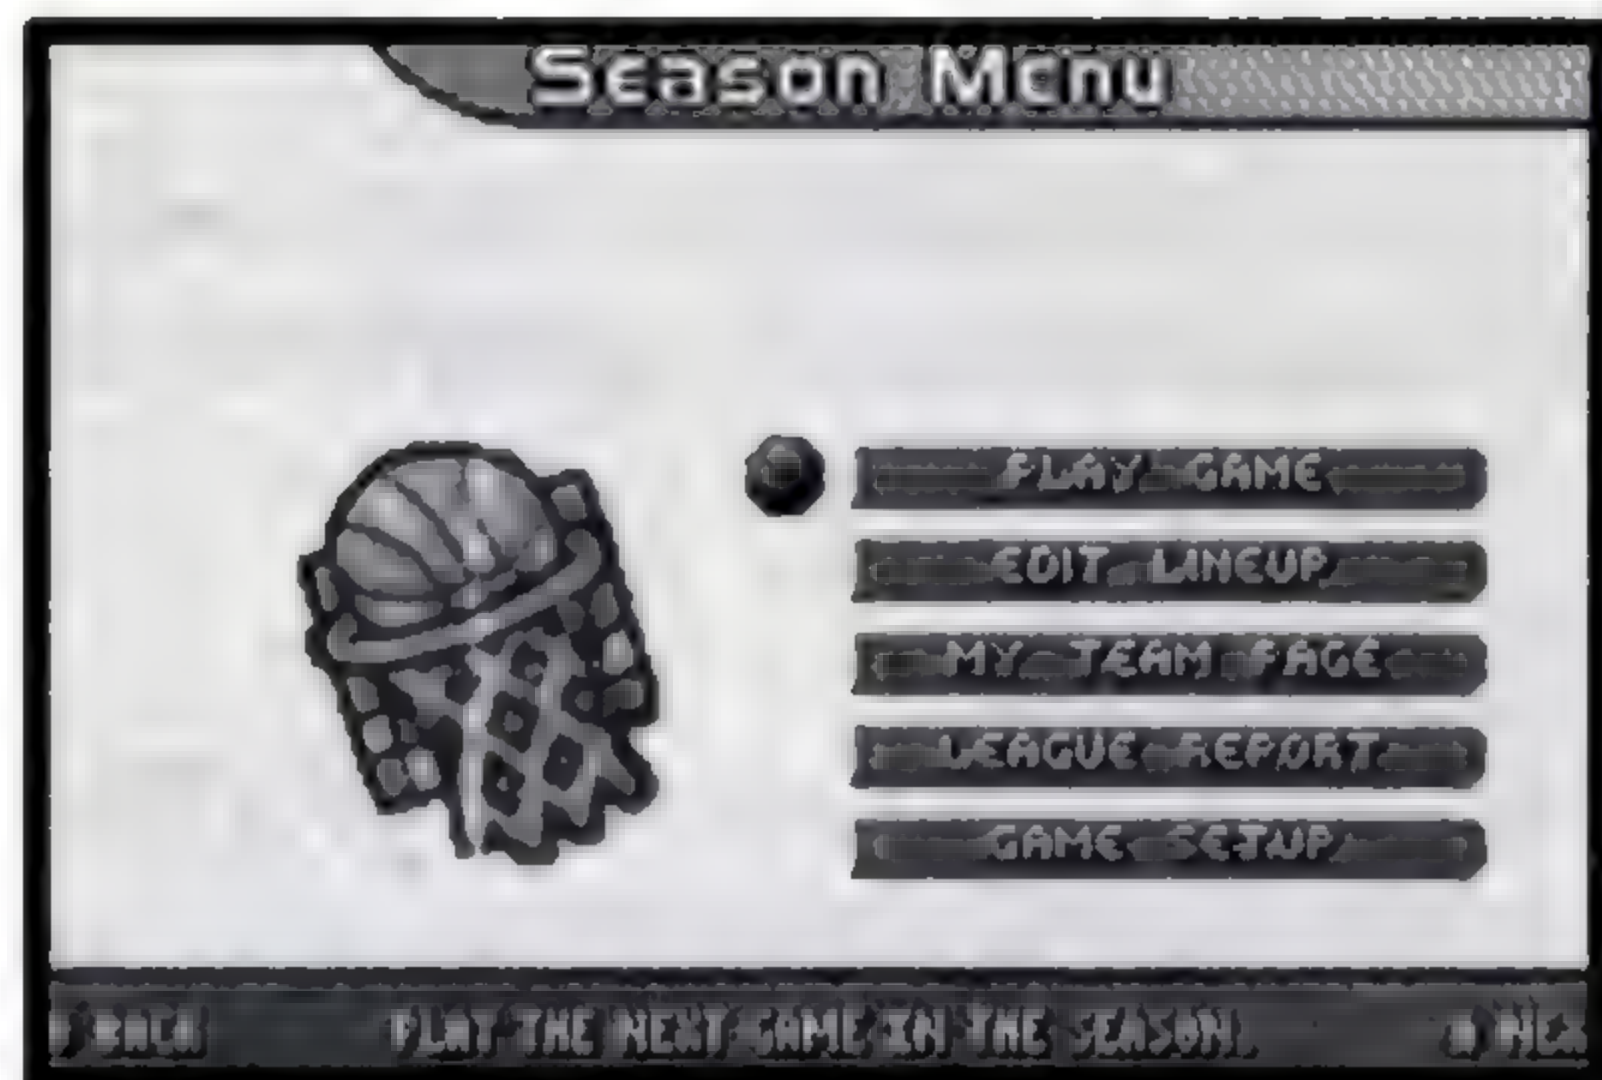 Season Menu
PLAY GAME
EDIT LINEUP
MY TEAM PAGE
LEAGUE REPORT
GAME SETUP
BACK PLAY THE NEXT GAME IN THE SEASON.